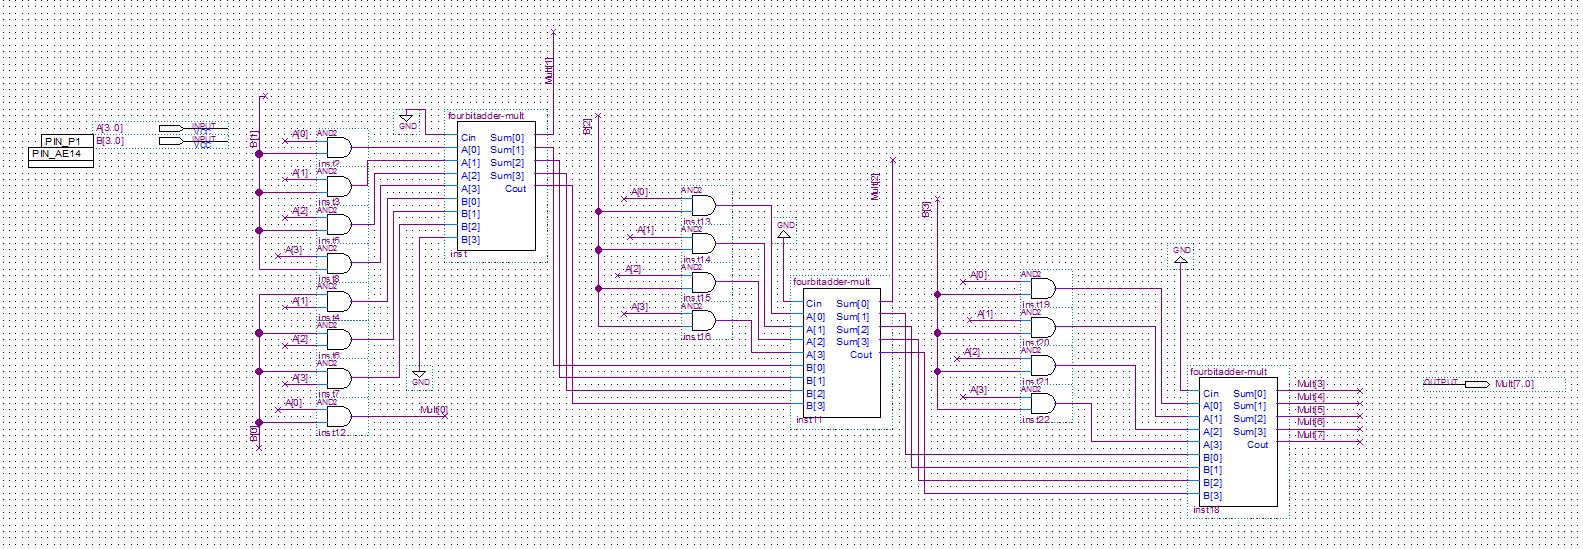 Mult[1]
A[3..0]
INPUT
VCC
B[3..0]
INPUT
VCC
PIN_P1
PIN_AE14
B[1]
A[0]
AND2
inst2
A[1]
AND2
inst3
A[2]
AND2
inst5
A[3]
AND2
inst8
AND2
A[1]
inst4
AND2
A[2]
inst6
AND2
A[3]
inst7
A[0]
AND2
inst12
B[0]
Mult[0]
GND
fourbitadder-mult
Cin
Sum[0]
A[0]
Sum[1]
A[1]
Sum[2]
A[2]
Sum[3]
A[3]
Cout
B[0]
B[1]
B[2]
B[3]
inst
GND
B[2]
A[0]
AND2
inst13
A[1]
AND2
inst14
A[2]
AND2
inst15
A[3]
AND2
inst16
GND
Mult[2]
fourbitadder-mult
Cin
Sum[0]
A[0]
Sum[1]
A[1]
Sum[2]
A[2]
Sum[3]
A[3]
Cout
B[0]
B[1]
B[2]
B[3]
inst11
B[3]
A[0]
AND2
inst19
A[1]
AND2
inst20
A[2]
AND2
inst21
A[3]
AND2
inst22
GND
fourbitadder-mult
Cin
Sum[0]
A[0]
Sum[1]
A[1]
Sum[2]
A[2]
Sum[3]
A[3]
Cout
B[0]
B[1]
B[2]
B[3]
inst18
Mult[3]
Mult[4]
Mult[5]
Mult[6]
Mult[7]
OUTPUT
Mult[7..0]